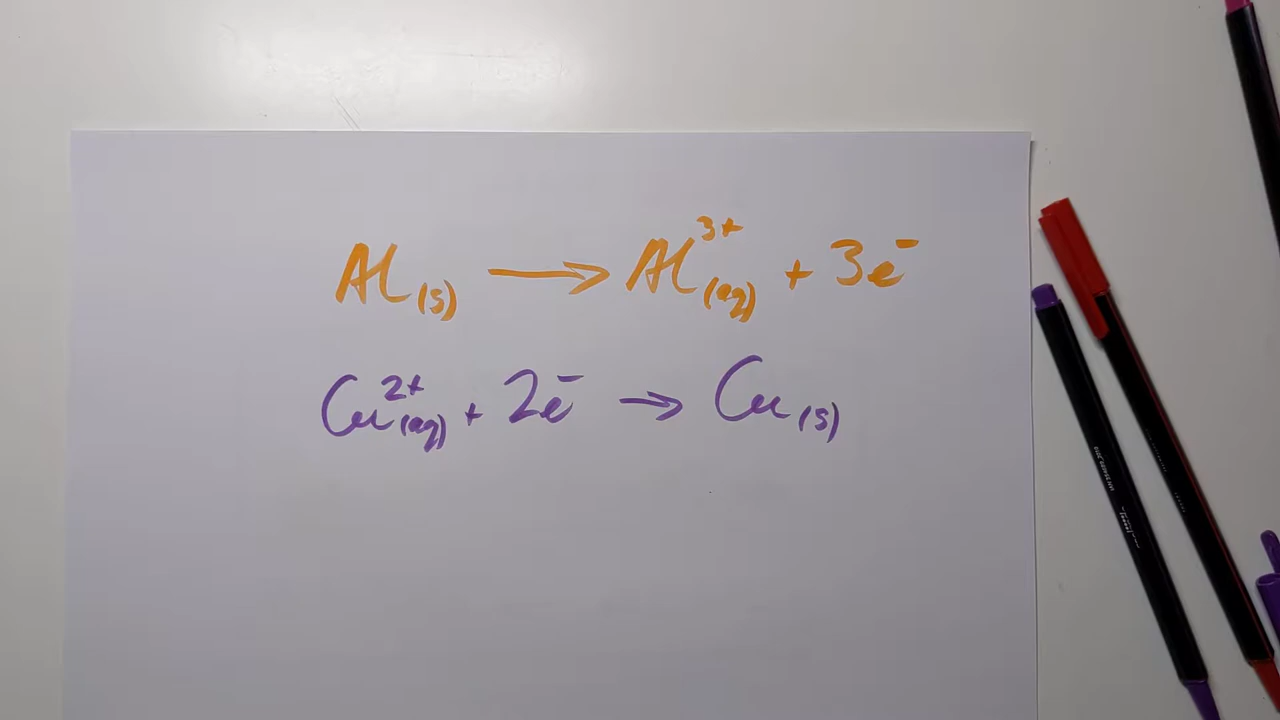 Al(s) → Al³⁺(aq) + 3e⁻
Cu²⁺(aq) + 2e⁻ → Cu(s)